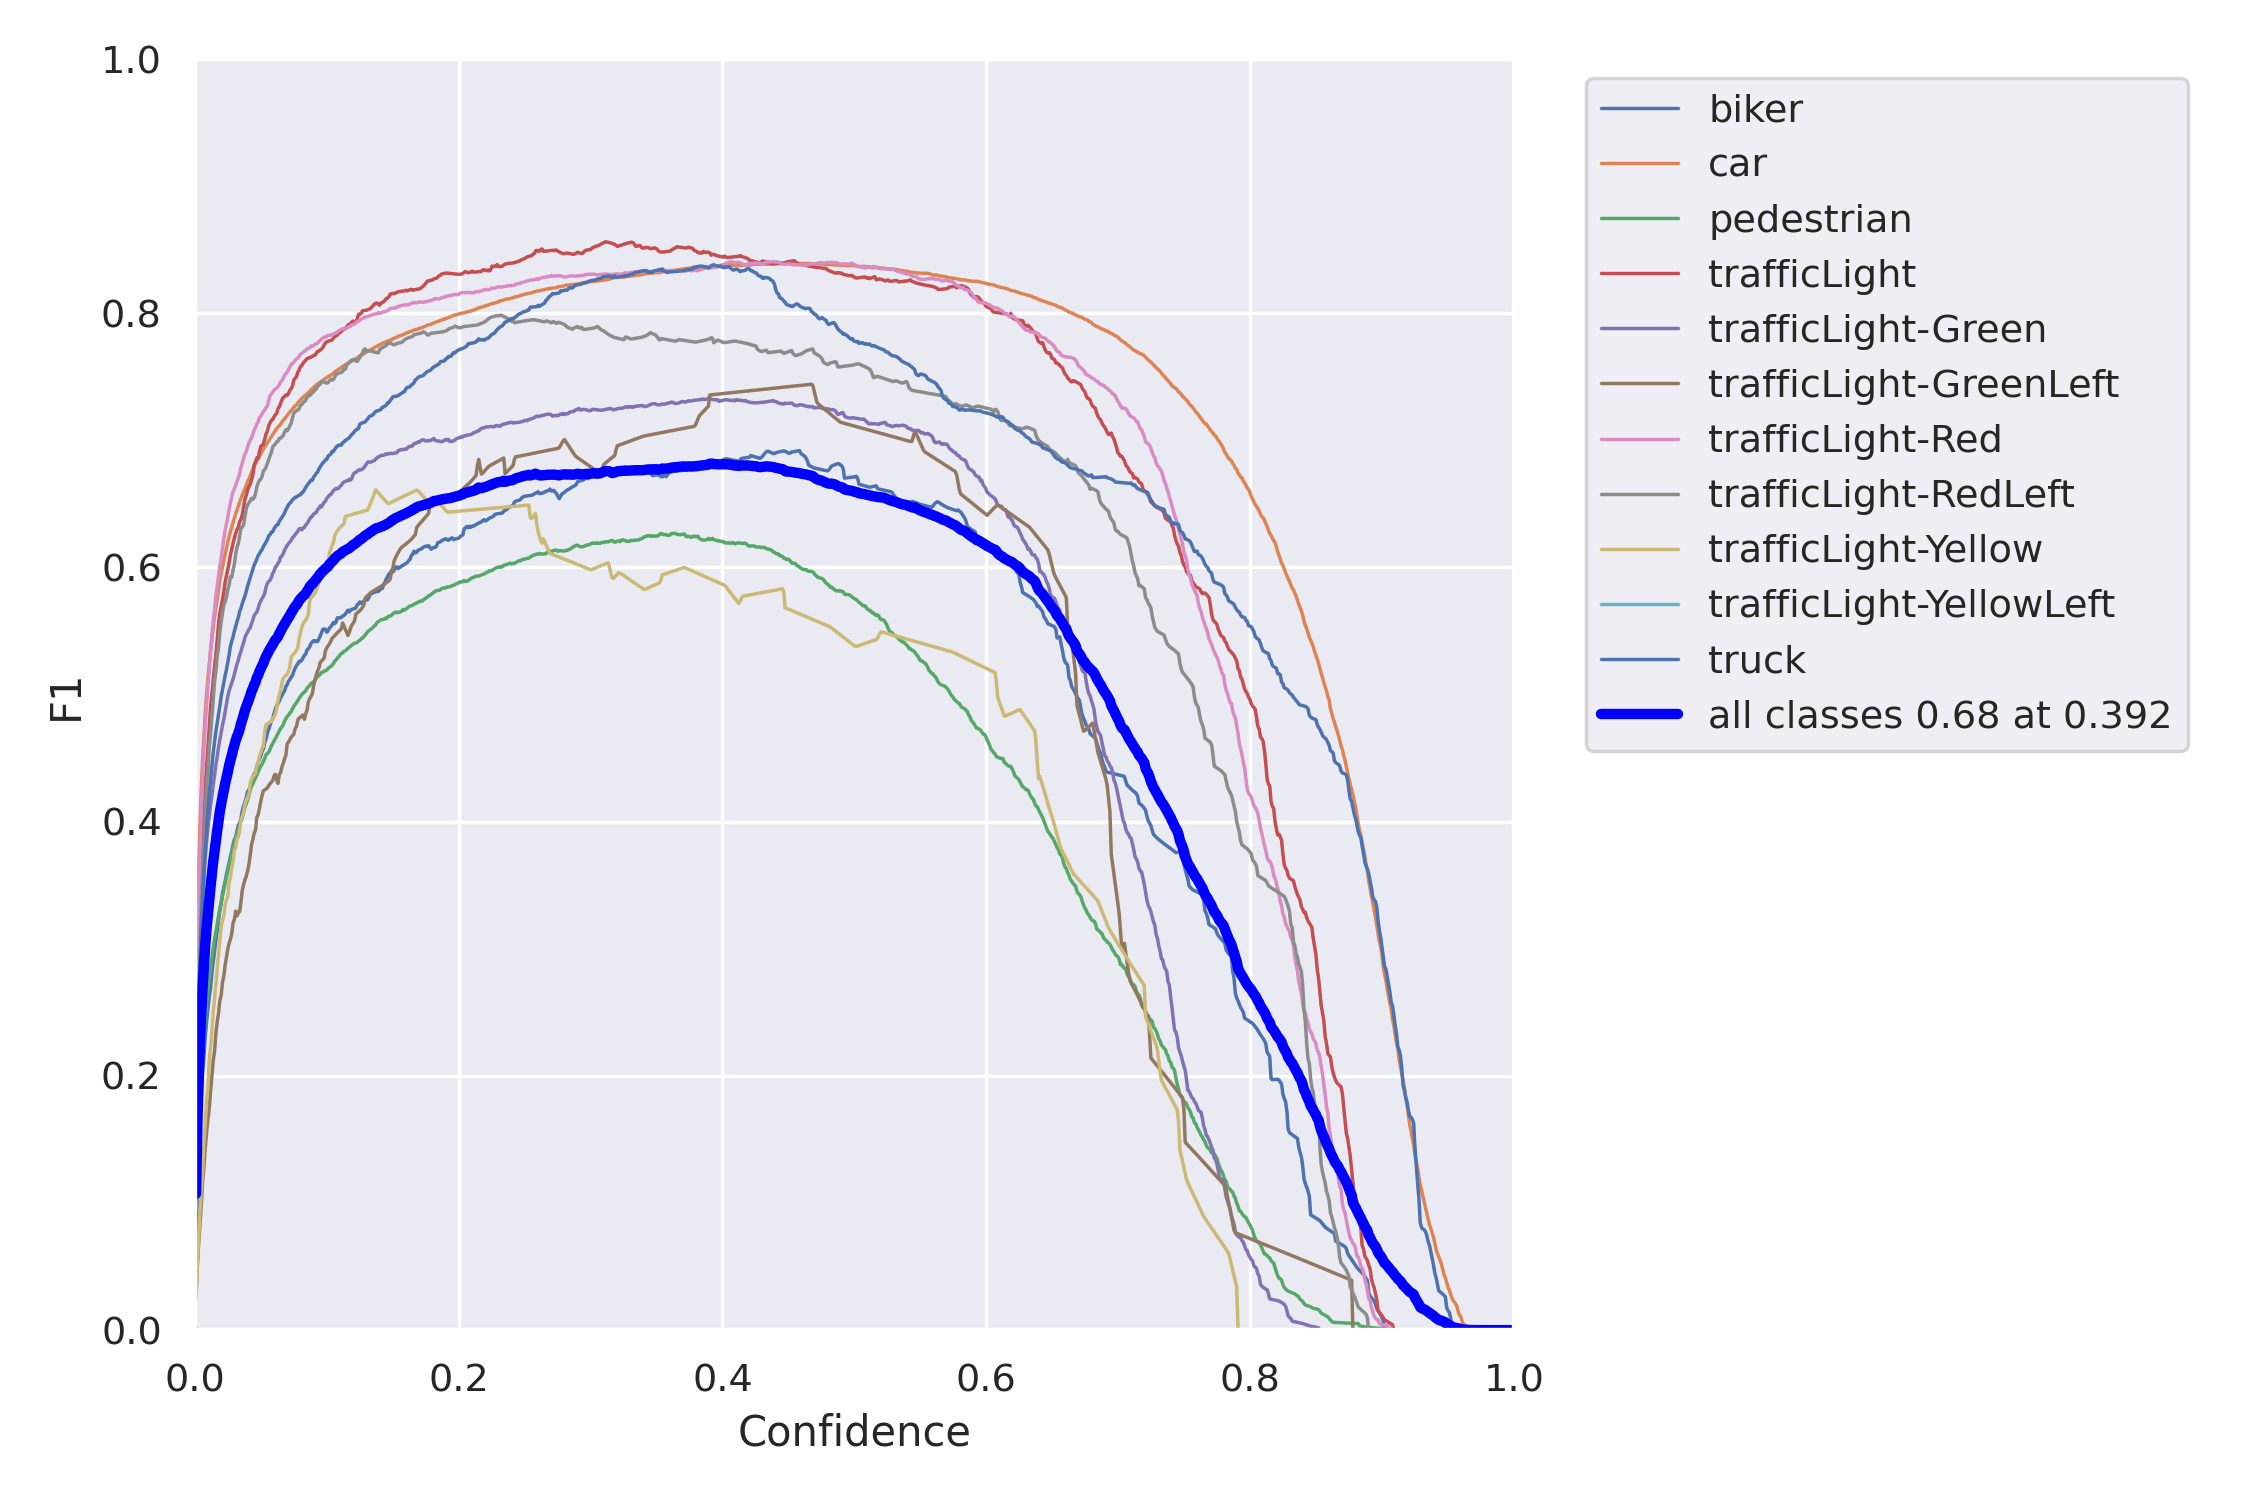 1.0
0.8
0.6
0.4
0.2
0.0
F1
0.0 0.2 0.4 0.6 0.8 1.0
Confidence
biker
car
pedestrian
trafficLight
trafficLight-Green
trafficLight-GreenLeft
trafficLight-Red
trafficLight-RedLeft
trafficLight-Yellow
trafficLight-YellowLeft
truck
all classes 0.68 at 0.392